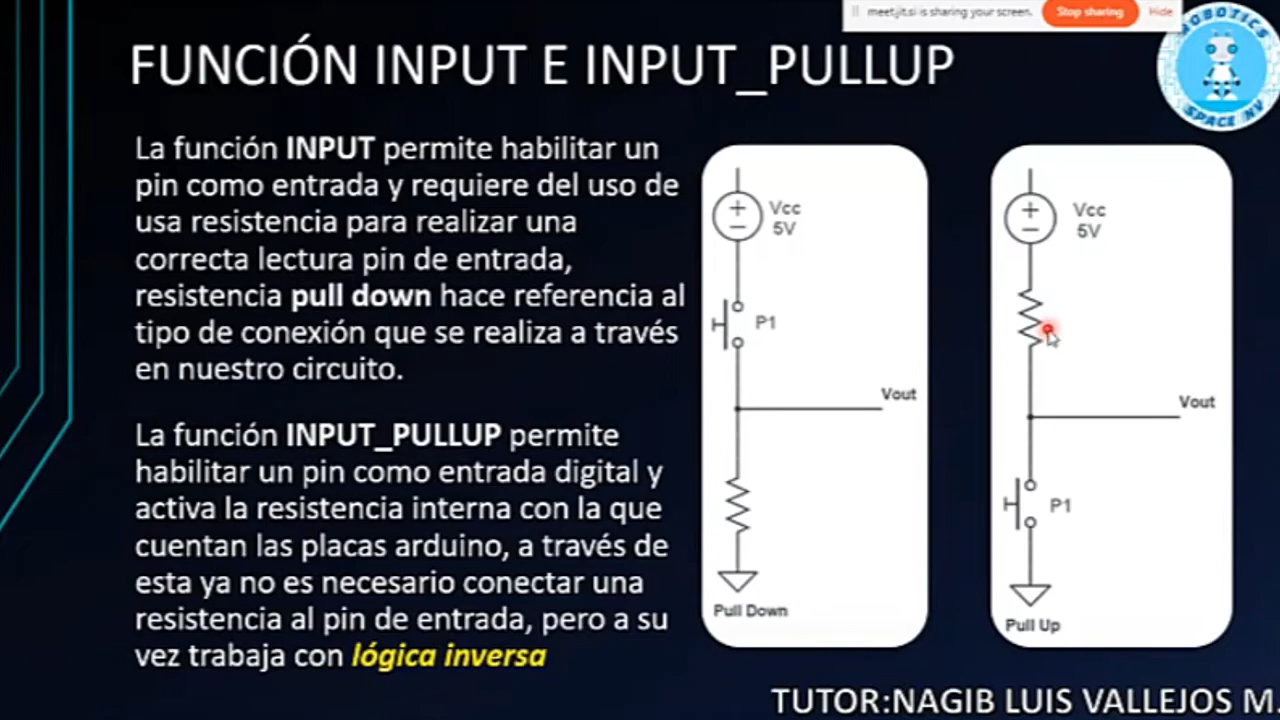 meet.jit.si is sharing your screen. Stop sharing Hide
ROBOTICS
SPACE NV
FUNCIÓN INPUT E INPUT_PULLUP
La función INPUT permite habilitar un
pin como entrada y requiere del uso de
usa resistencia para realizar una
correcta lectura pin de entrada,
resistencia pull down hace referencia al
tipo de conexión que se realiza a través
en nuestro circuito.
La función INPUT_PULLUP permite
habilitar un pin como entrada digital y
activa la resistencia interna con la que
cuentan las placas arduino, a través de
esta ya no es necesario conectar una
resistencia al pin de entrada, pero a su
vez trabaja con lógica inversa
Vcc
5V
P1
Vout
Pull Down
Vcc
5V
Vout
P1
Pull Up
TUTOR:NAGIB LUIS VALLEJOS M.